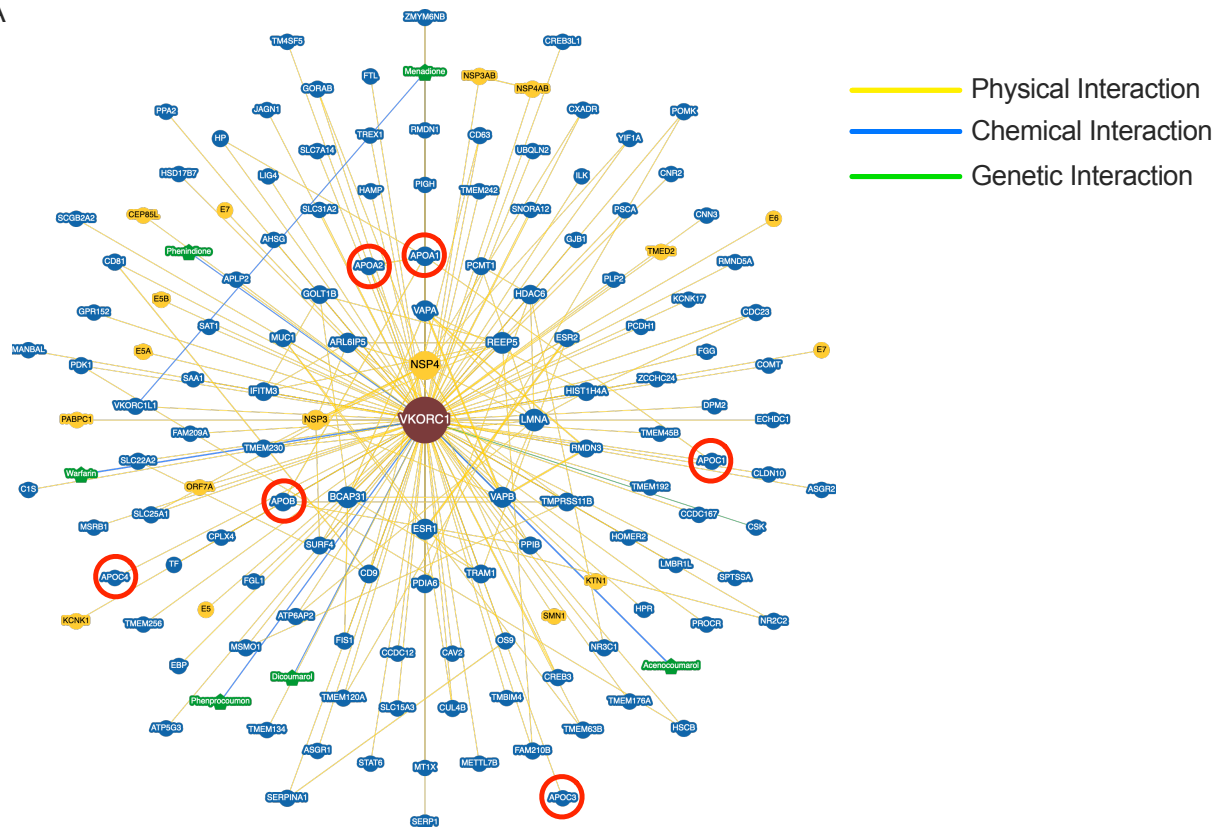 A
ZMYM6NB
TM4SF5
CREB3L1
Physical Interaction
Chemical Interaction
Genetic Interaction
FTL
Menadione
NSP3AB
NSP4AB
GORAB
JAGN1
PPA2
CXADR
POMK
HP
TREX1
RMDN1
CD63
UBQLN2
YIF1A
SLC7A14
HSD17B7
LIG4
HAMP
PIGH
TMEM242
ILK
CNR2
SCGB2A2
CEP85L
E7
SLC31A2
SNORA12
PSCA
CNN3
E6
Phenindione
AHSG
GJB1
TMED2
CD81
APLP2
APOA2
APOA1
PCMT1
PLP2
RMND5A
E5B
GOLT1B
HDAC6
KCNK17
GPR152
SAT1
MUC1
VAPA
ESR2
PCDH1
CDC23
MANBAL
E5A
ARL6IP5
REEP5
FGG
E7
PDK1
SAA1
IFITM3
NSP4
HIST1H4A
ZCCHC24
COMT
VKORC1L1
DPM2
PABPC1
NSP3
VKORC1
LMNA
ECHDC1
FAM209A
TMEM45B
TMEM230
RMDN3
Warfarin
SLC22A2
APOC1
CLDN10
C1S
ORF7A
TMEM192
ASGR2
APOB
BCAP31
VAPB
TMPRSS11B
MSRB1
SLC25A1
CCDC167
CSK
CPLX4
SURF4
ESR1
PPIB
HOMER2
APOC4
TF
FGL1
CD9
PDIA6
TRAM1
KTN1
LMBR1L
SPTSSA
KCNK1
TMEM256
E5
ATP6AP2
SMN1
HPR
PROCR
NR2C2
EBP
MSMO1
FIS1
CCDC12
CAV2
OS9
NR3C1
Acenocoumarol
Dicoumarol
CREB3
Phenprocoumon
TMEM120A
SLC15A3
CUL4B
TMBIM4
TMEM176A
ATP5G3
TMEM134
TMEM63B
HSCB
ASGR1
STAT6
MT1X
METTL7B
FAM210B
SERPINA1
APOC3
SERP1